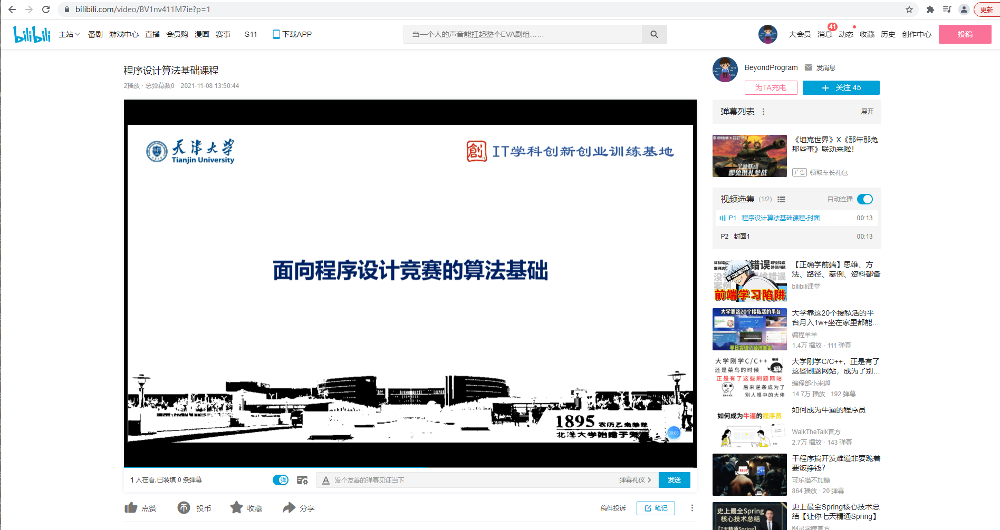 bilibili.com/video/BV1nv411M7ie?p=1
更新
bilibili 主站 番剧 游戏中心 直播 会员购 漫画 赛事 S11 下载APP
当一个人的声音能扛起整个EVA剧组……
大会员 消息 41 动态 收藏 历史 创作中心 投稿
程序设计算法基础课程
2播放 · 总弹幕数0 2021-11-08 13:50:44
天津大学
Tianjin University
創
IT学科创新创业训练基地
面向程序设计竞赛的算法基础
1895 农历乙未年
北洋大学始建于天津
00:05
1 人在看,已装填 0 条弹幕
弹
发个友善的弹幕见证当下
弹幕礼仪
发送
点赞 投币 收藏 分享
稿件投诉 笔记
BeyondProgram 发消息
为TA充电
关注 45
弹幕列表 展开
全新联动
那兔携礼参战
《坦克世界》X《那年那兔
那些事》联动来啦!
广告 领取车长礼包
视频选集 (1/2) 自动连播
P1 程序设计算法基础课程-封面 00:13
P2 封面1 00:13
学习前端问题
前端学习陷阱
【正确学前端】思维、方
法、路径、案例、资料都备
bilibili课堂
大学靠这20个接私活的平台
早日实现了经济自由
大学靠这20个接私活的平
台月入1w+坐在家里都能…
编程羊羊
1.4万 播放 · 111 弹幕
大学刚学C/C++
还是菜鸟的时候
正是有了这些刷题网站
后来逆袭成为了
别人眼中的大佬
大学刚学C/C++，正是有了
这些刷题网站，成为了别…
编程部小米迦
14.7万 播放 · 192 弹幕
如何成为牛逼的程序员
如何成为牛逼的程序员
WalkTheTalk官方
2.7万 播放 · 143 弹幕
C++
干程序搞开发难道非要跪着
要饭挣钱?
可乐猫不加糖
864 播放 · 20 弹幕
史上最全Spring
核心技术总结
【7天精通Spring】
史上最全Spring核心技术总
结【让你七天精通Spring】
图灵学院官方